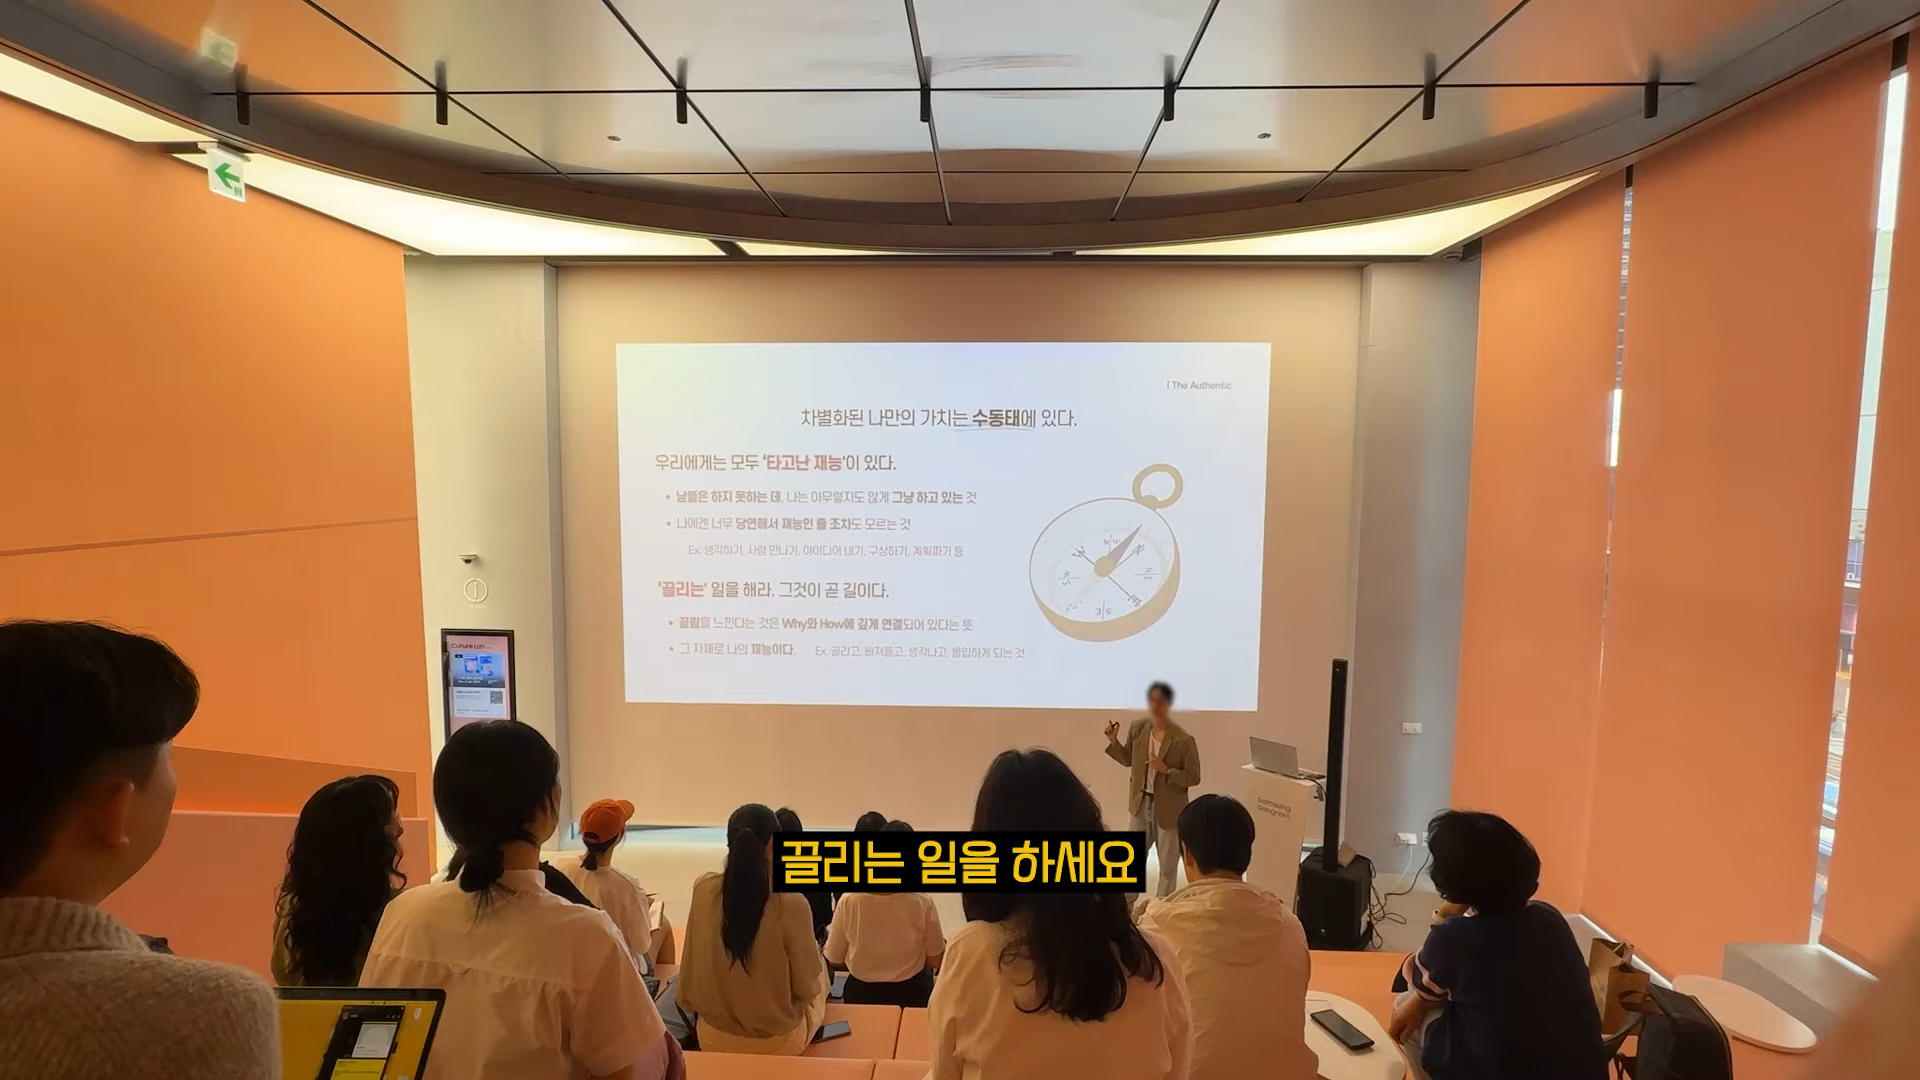 | The Authentic
차별화된 나만의 가치는 수동태에 있다.
우리에게는 모두 '타고난 재능'이 있다.
• 남들은 하지 못하는 데, 나는 아무렇지도 않게 그냥 하고 있는 것
• 나에겐 너무 당연해서 재능인 줄 조차도 모르는 것
Ex. 생각하기, 사람 만나기, 아이디어 내기, 구상하기, 계획짜기 등
'끌리는' 일을 해라. 그것이 곧 길이다.
• 끌림을 느낀다는 것은 Why와 How에 깊게 연결되어 있다는 뜻
• 그 자체로 나의 재능이다. Ex. 끌리고, 빠져들고, 생각나고, 몰입하게 되는 것
Culture Lab
Samsung
Gangnam
끌리는 일을 하세요